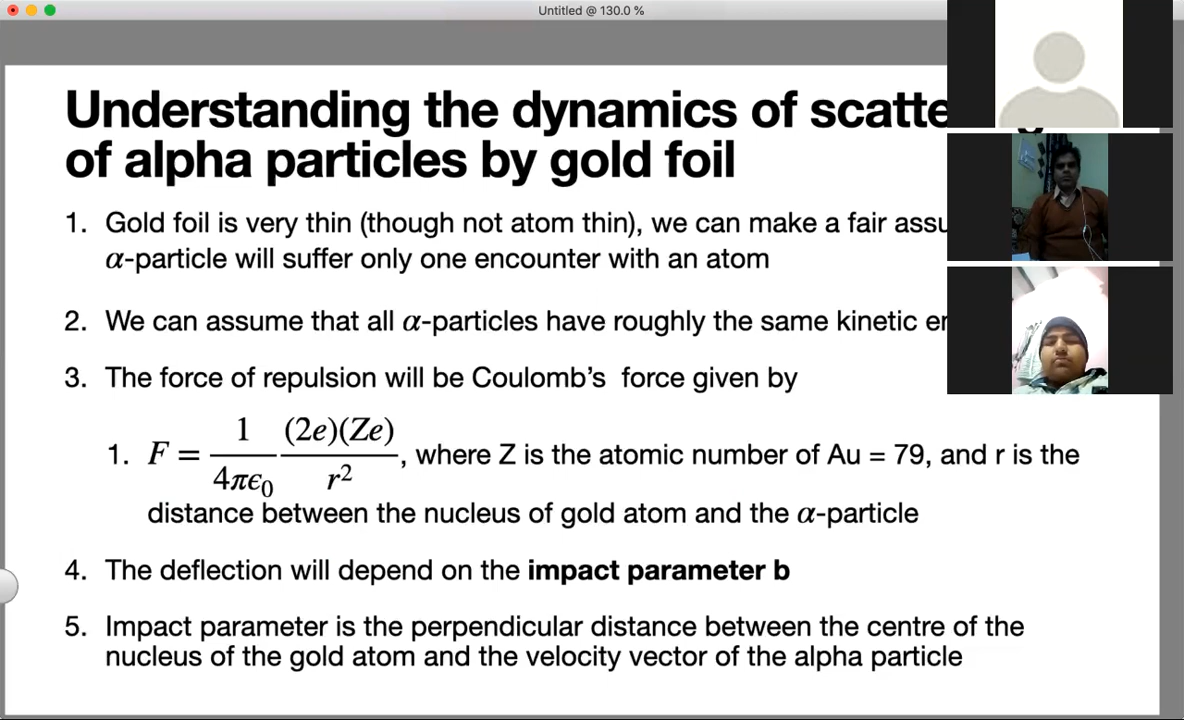 Untitled @ 130.0 %
Understanding the dynamics of scatte
of alpha particles by gold foil
1. Gold foil is very thin (though not atom thin), we can make a fair assu
α-particle will suffer only one encounter with an atom
2. We can assume that all α-particles have roughly the same kinetic en
3. The force of repulsion will be Coulomb’s force given by
1. F = 1/4πϵ₀ (2e)(Ze)/r², where Z is the atomic number of Au = 79, and r is the
distance between the nucleus of gold atom and the α-particle
4. The deflection will depend on the impact parameter b
5. Impact parameter is the perpendicular distance between the centre of the
nucleus of the gold atom and the velocity vector of the alpha particle